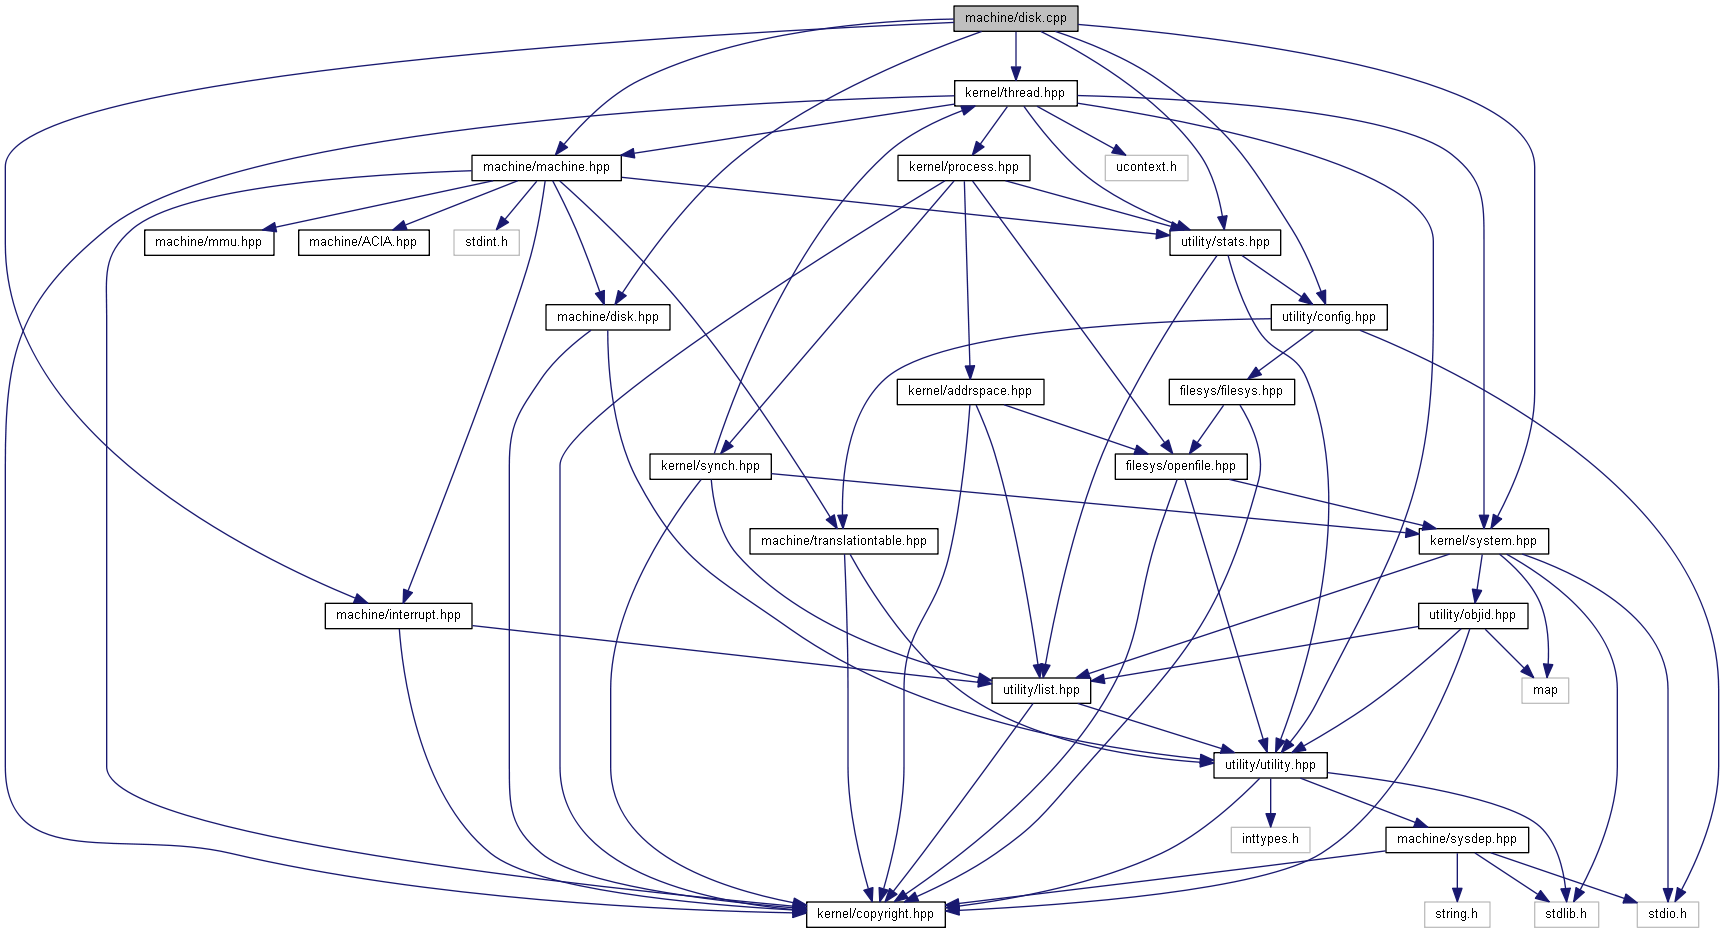 machine/disk.cpp
kernel/thread.hpp
machine/machine.hpp
kernel/process.hpp
ucontext.h
machine/mmu.hpp
machine/ACIA.hpp
stdint.h
utility/stats.hpp
machine/disk.hpp
utility/config.hpp
kernel/addrspace.hpp
filesys/filesys.hpp
kernel/synch.hpp
filesys/openfile.hpp
machine/translationtable.hpp
kernel/system.hpp
machine/interrupt.hpp
utility/objid.hpp
utility/list.hpp
map
utility/utility.hpp
inttypes.h
machine/sysdep.hpp
kernel/copyright.hpp
string.h
stdlib.h
stdio.h